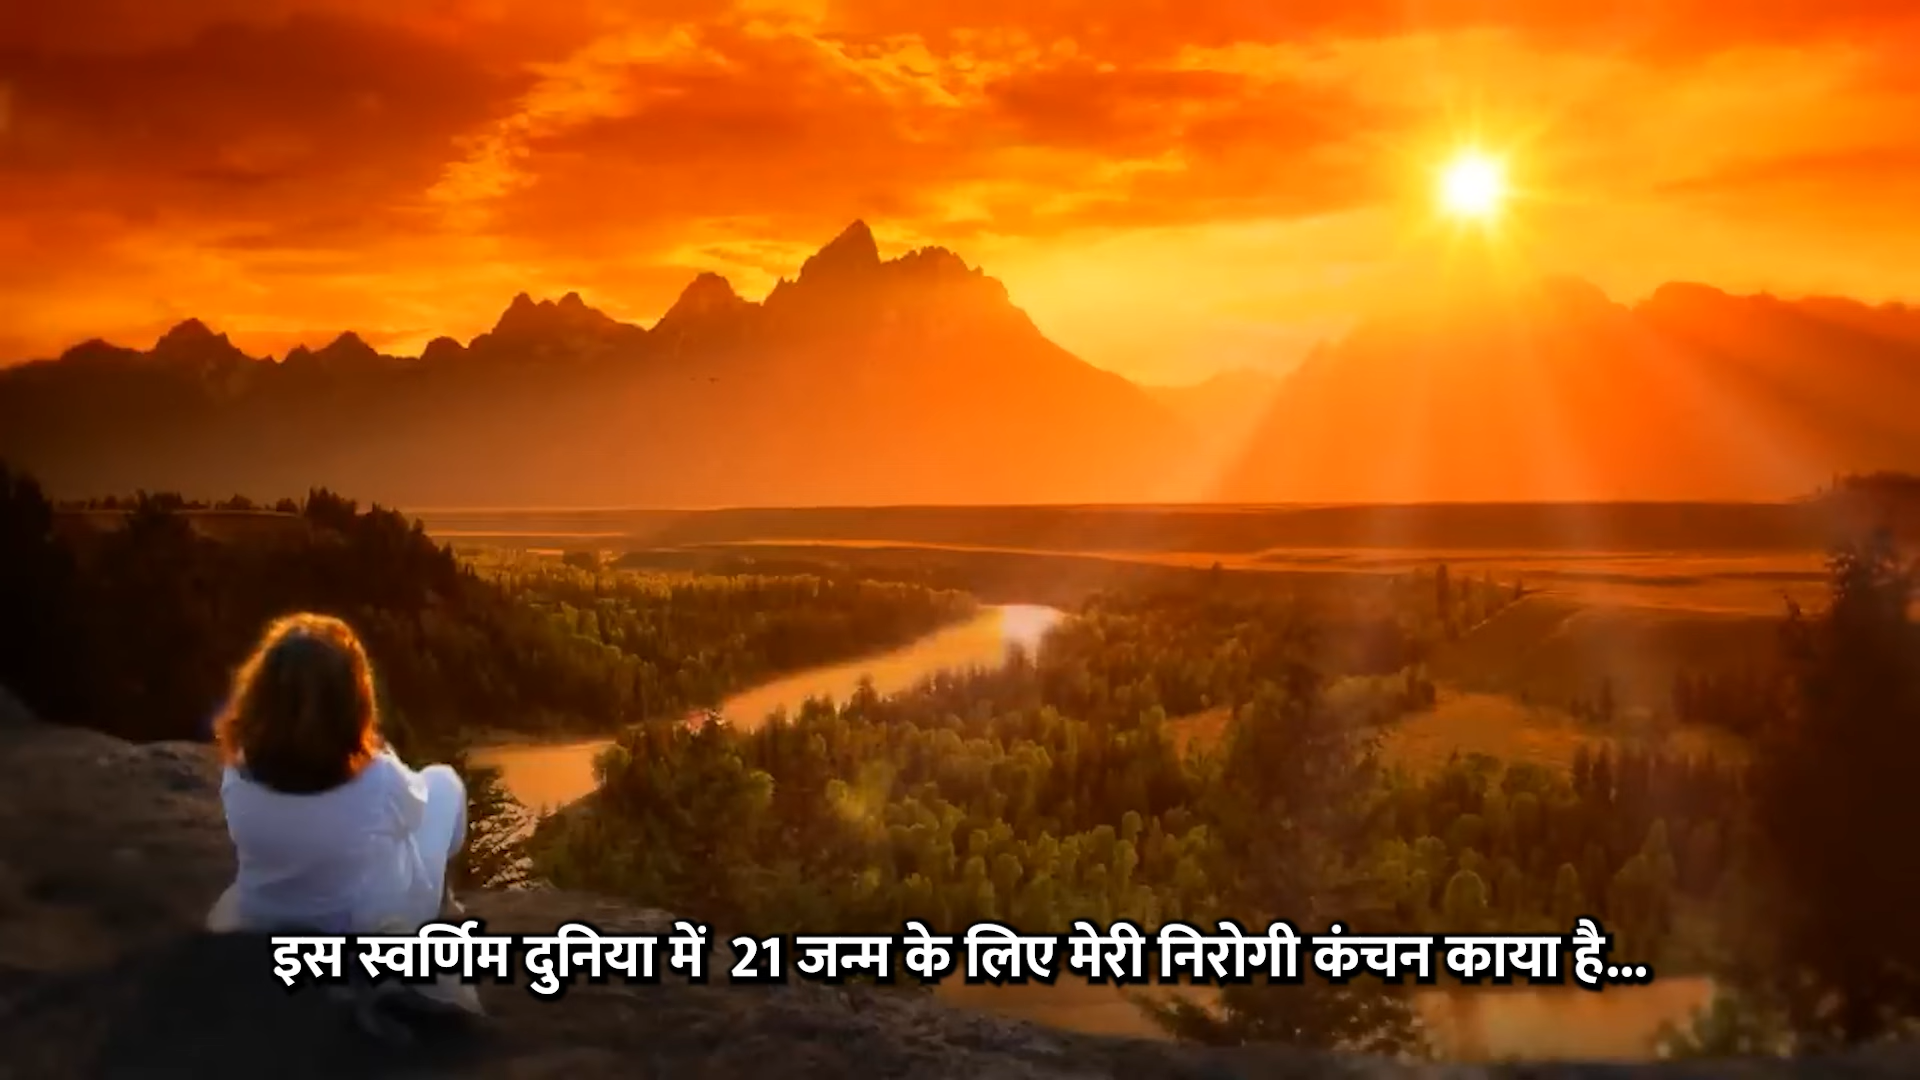 इस स्वर्णिम दुनिया में 21 जन्म के लिए मेरी निरोगी कंचन काया है...